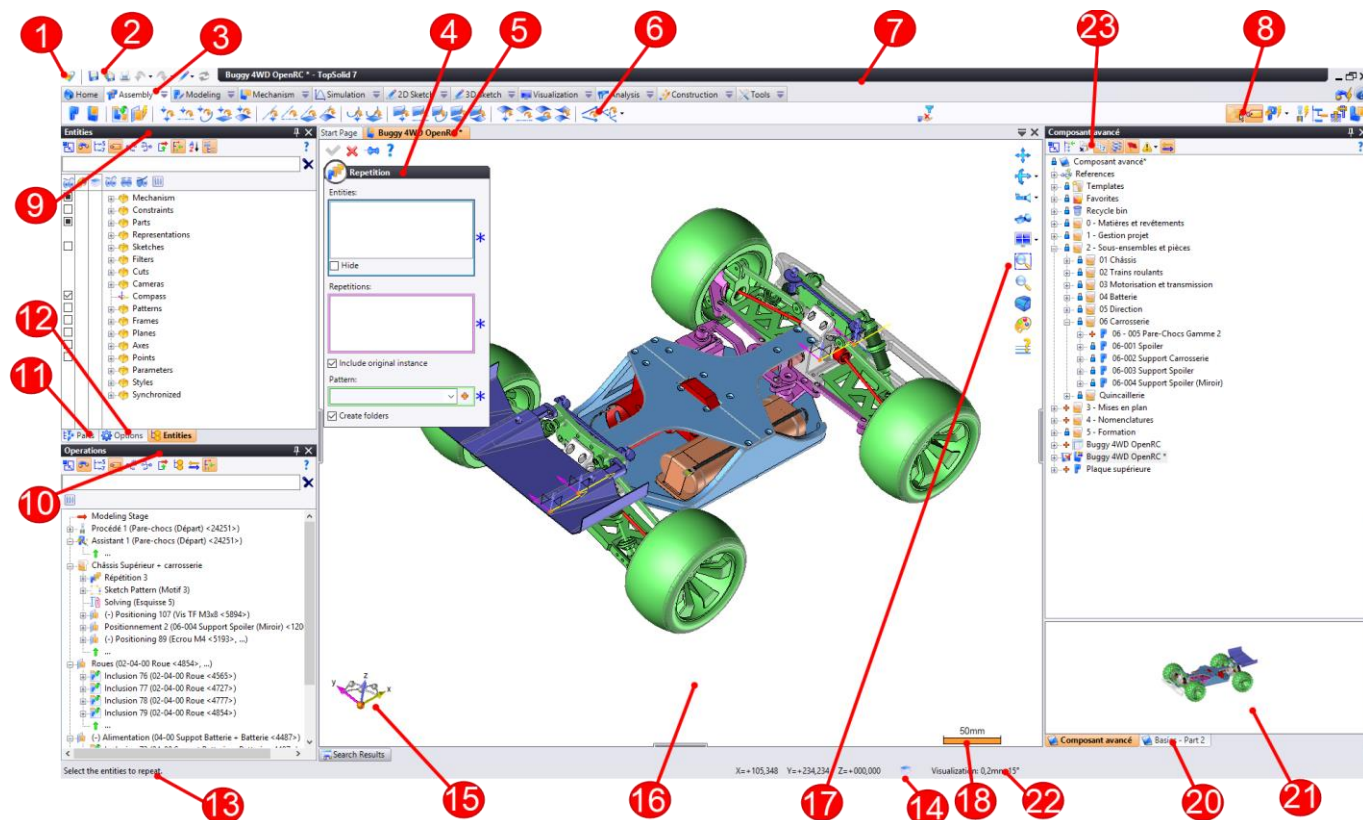 1
2
3
4
5
6
7
23
8
Buggy 4WD OpenRC * - TopSolid 7
Home
Assembly
Modeling
Mechanism
Simulation
2D Sketch
3D Sketch
Visualization
Analysis
Construction
Tools
Entities
9
Mechanism
Constraints
Parts
Representations
Sketches
Filters
Cuts
Cameras
Compass
Patterns
Frames
Planes
Axes
Points
Parameters
Styles
Synchronized
12
11
Parts
Options
Entities
Operations
10
Modeling Stage
Procédé 1 (Pare-chocs (Départ) <24251>)
Assistant 1 (Pare-chocs (Départ) <24251>)
...
Châssis Supérieur + carrosserie
Répétition 3
Sketch Pattern (Motif 3)
Solving (Esquisse 5)
(-) Positioning 107 (Vis TF M3x8 <5894>)
Positionnement 2 (06-004 Support Spoiler (Miroir) <120
(-) Positioning 89 (Ecrou M4 <5193>, ...)
...
Roues (02-04-00 Roue <4854>, ...)
Inclusion 76 (02-04-00 Roue <4565>)
Inclusion 77 (02-04-00 Roue <4727>)
Inclusion 78 (02-04-00 Roue <4777>)
Inclusion 79 (02-04-00 Roue <4854>)
...
(-) Alimentation (04-00 Suppot Batterie + Batterie <4487>)
Select the entities to repeat.
13
Start Page
Buggy 4WD OpenRC *
Repetition
Entities:
Hide
Repetitions:
Include original instance
Pattern:
Create folders
y
z
x
15
16
17
50mm
18
Search Results
X=+105,348 Y=+234,234 Z=+000,000
14
Visualization: 0,2mm 15°
22
Composant avancé
Composant avancé*
References
Templates
Favorites
Recycle bin
0 - Matières et revêtements
1 - Gestion projet
2 - Sous-ensembles et pièces
01 Châssis
02 Trains roulants
03 Motorisation et transmission
04 Batterie
05 Direction
06 Carrosserie
06 - 005 Pare-Chocs Gamme 2
06-001 Spoiler
06-002 Support Carrosserie
06-003 Support Spoiler
06-004 Support Spoiler (Miroir)
Quincaillerie
3 - Mises en plan
4 - Nomenclatures
5 - Formation
Buggy 4WD OpenRC
Buggy 4WD OpenRC *
Plaque supérieure
Composant avancé
Basics - Part 2
20
21